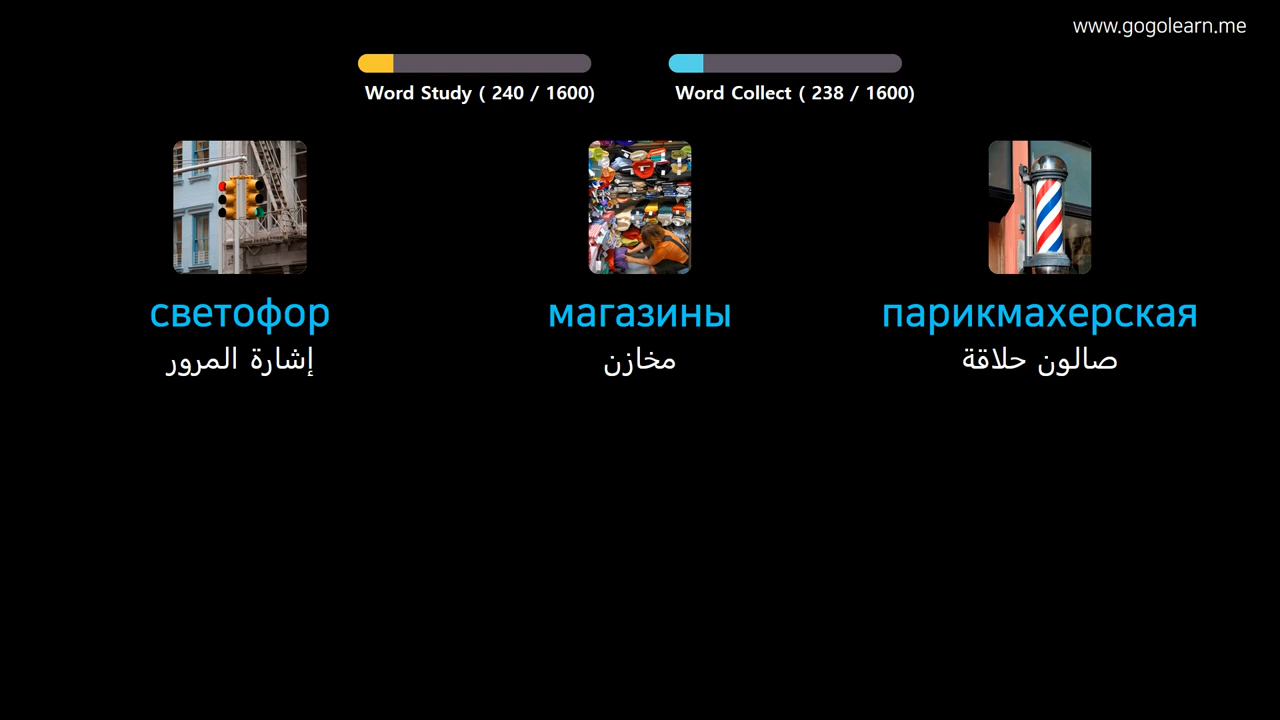 www.gogolearn.me
Word Study ( 240 / 1600)
Word Collect ( 238 / 1600)
светофор
إشارة المرور
магазины
مخازن
парикмахерская
صالون حلاقة